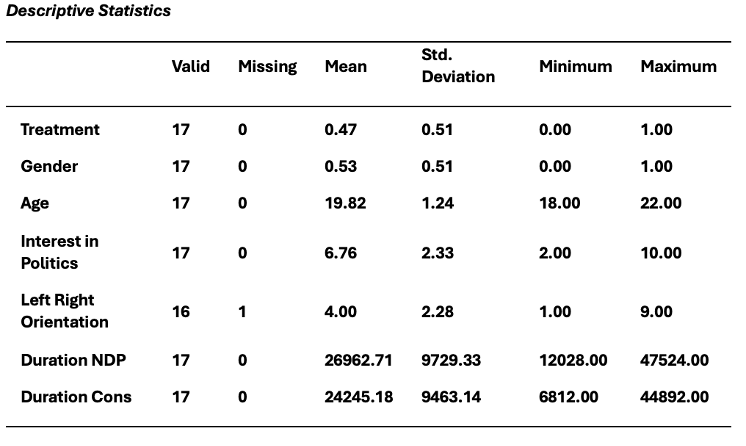 Descriptive Statistics
Valid Missing Mean Std. Deviation Minimum Maximum
Treatment 17 0 0.47 0.51 0.00 1.00
Gender 17 0 0.53 0.51 0.00 1.00
Age 17 0 19.82 1.24 18.00 22.00
Interest in Politics 17 0 6.76 2.33 2.00 10.00
Left Right Orientation 16 1 4.00 2.28 1.00 9.00
Duration NDP 17 0 26962.71 9729.33 12028.00 47524.00
Duration Cons 17 0 24245.18 9463.14 6812.00 44892.00